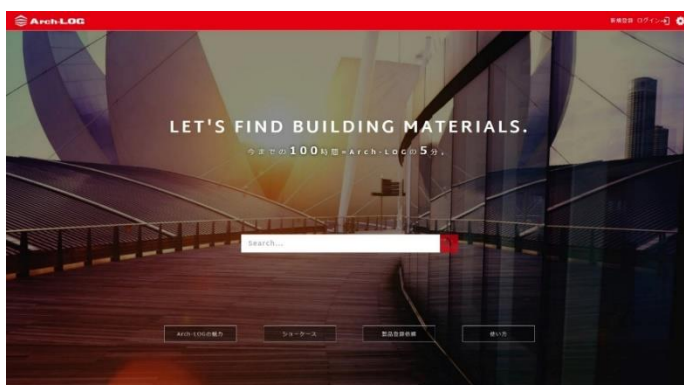 Arch-LOG
新規登録 ログイン
LET'S FIND BUILDING MATERIALS.
今までの100時間=Arch-LOGの5分。
Search...
Arch-LOGの魅力 ショーケース 製品登録依頼 使い方